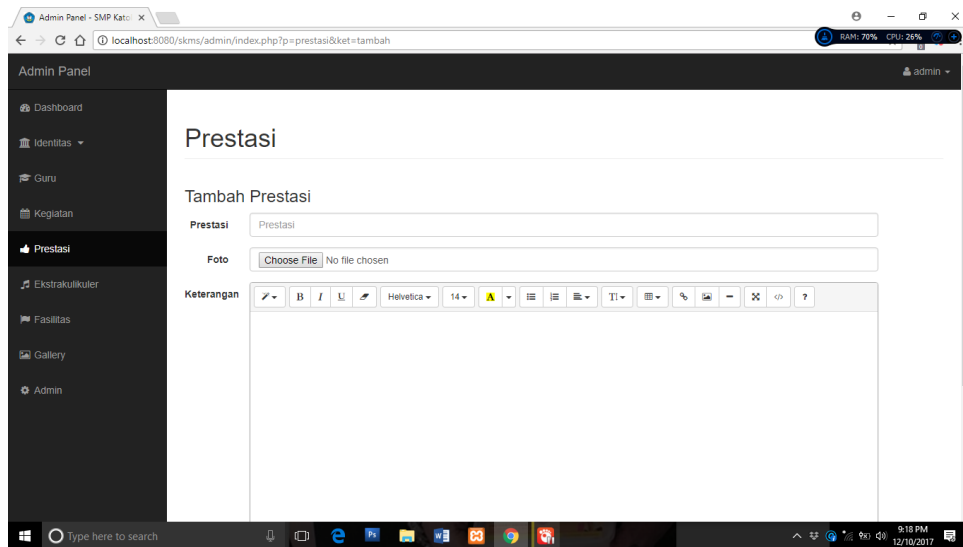 Admin Panel - SMP Katol
localhost:8080/skms/admin/index.php?p=prestasi&ket=tambah
RAM: 70% CPU: 26%
Admin Panel
admin
Dashboard
Identitas
Guru
Kegiatan
Prestasi
Ekstrakulikuler
Fasilitas
Gallery
Admin
Prestasi
Tambah Prestasi
Prestasi Prestasi
Foto Choose File No file chosen
Keterangan B I U Helvetica 14 A TI </> ?
Type here to search
Ps
9:18 PM
12/10/2017